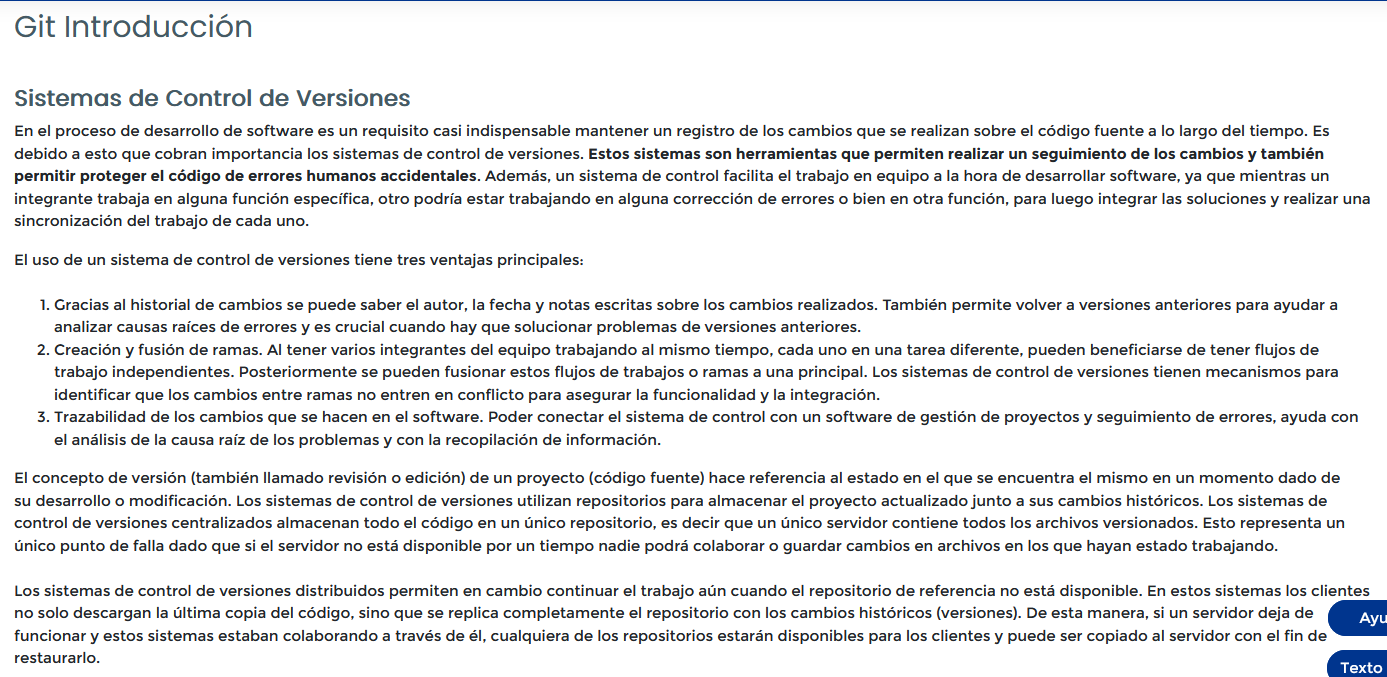 Git Introducción
Sistemas de Control de Versiones
En el proceso de desarrollo de software es un requisito casi indispensable mantener un registro de los cambios que se realizan sobre el código fuente a lo largo del tiempo. Es
debido a esto que cobran importancia los sistemas de control de versiones. Estos sistemas son herramientas que permiten realizar un seguimiento de los cambios y también
permitir proteger el código de errores humanos accidentales. Además, un sistema de control facilita el trabajo en equipo a la hora de desarrollar software, ya que mientras un
integrante trabaja en alguna función específica, otro podría estar trabajando en alguna corrección de errores o bien en otra función, para luego integrar las soluciones y realizar una
sincronización del trabajo de cada uno.
El uso de un sistema de control de versiones tiene tres ventajas principales:
1. Gracias al historial de cambios se puede saber el autor, la fecha y notas escritas sobre los cambios realizados. También permite volver a versiones anteriores para ayudar a
analizar causas raíces de errores y es crucial cuando hay que solucionar problemas de versiones anteriores.
2. Creación y fusión de ramas. Al tener varios integrantes del equipo trabajando al mismo tiempo, cada uno en una tarea diferente, pueden beneficiarse de tener flujos de
trabajo independientes. Posteriormente se pueden fusionar estos flujos de trabajos o ramas a una principal. Los sistemas de control de versiones tienen mecanismos para
identificar que los cambios entre ramas no entren en conflicto para asegurar la funcionalidad y la integración.
3. Trazabilidad de los cambios que se hacen en el software. Poder conectar el sistema de control con un software de gestión de proyectos y seguimiento de errores, ayuda con
el análisis de la causa raíz de los problemas y con la recopilación de información.
El concepto de versión (también llamado revisión o edición) de un proyecto (código fuente) hace referencia al estado en el que se encuentra el mismo en un momento dado de
su desarrollo o modificación. Los sistemas de control de versiones utilizan repositorios para almacenar el proyecto actualizado junto a sus cambios históricos. Los sistemas de
control de versiones centralizados almacenan todo el código en un único repositorio, es decir que un único servidor contiene todos los archivos versionados. Esto representa un
único punto de falla dado que si el servidor no está disponible por un tiempo nadie podrá colaborar o guardar cambios en archivos en los que hayan estado trabajando.
Los sistemas de control de versiones distribuidos permiten en cambio continuar el trabajo aún cuando el repositorio de referencia no está disponible. En estos sistemas los clientes
no solo descargan la última copia del código, sino que se replica completamente el repositorio con los cambios históricos (versiones). De esta manera, si un servidor deja de
Ayu
funcionar y estos sistemas estaban colaborando a través de él, cualquiera de los repositorios estarán disponibles para los clientes y puede ser copiado al servidor con el fin de
restaurarlo.
Texto